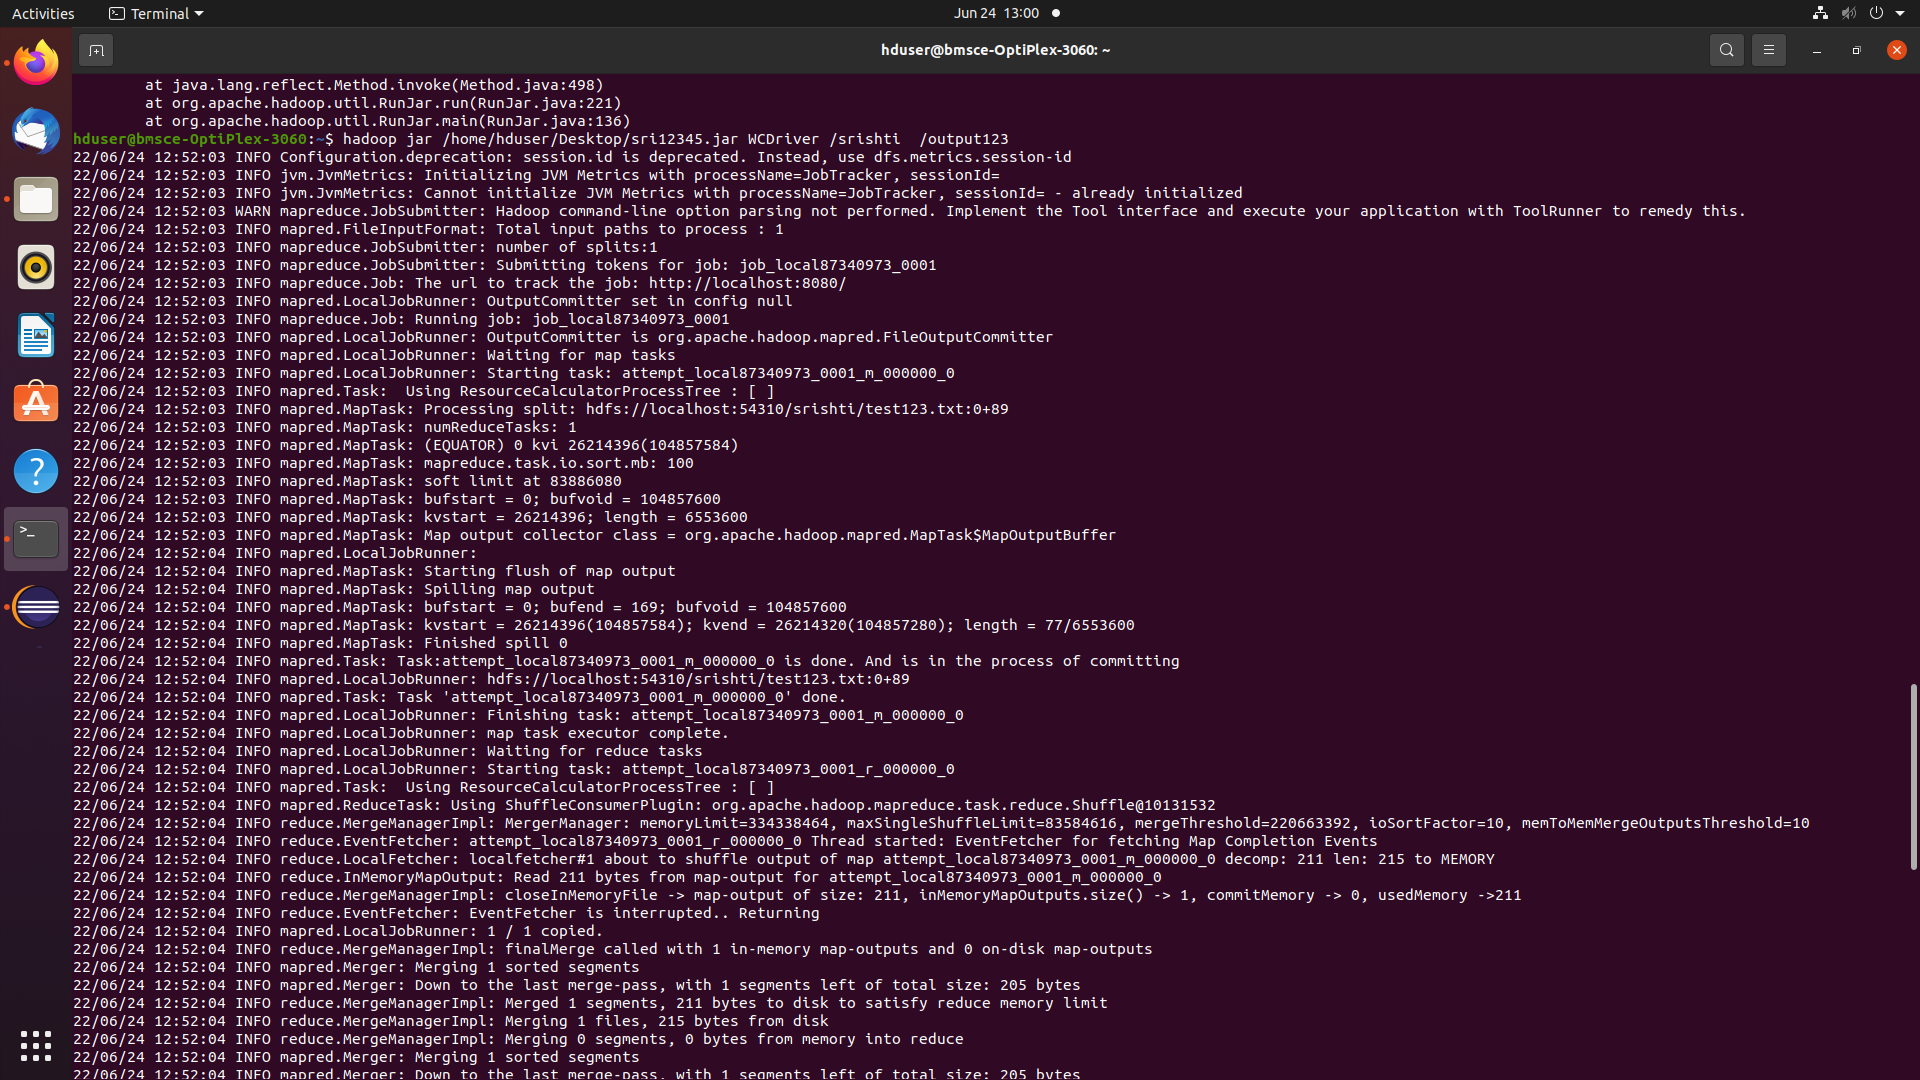 Activities
Terminal
Jun 24 13:00
hduser@bmsce-OptiPlex-3060: ~
at java.lang.reflect.Method.invoke(Method.java:498)
at org.apache.hadoop.util.RunJar.run(RunJar.java:221)
at org.apache.hadoop.util.RunJar.main(RunJar.java:136)
hduser@bmsce-OptiPlex-3060:~$ hadoop jar /home/hduser/Desktop/sri12345.jar WCDriver /srishti  /output123
22/06/24 12:52:03 INFO Configuration.deprecation: session.id is deprecated. Instead, use dfs.metrics.session-id
22/06/24 12:52:03 INFO jvm.JvmMetrics: Initializing JVM Metrics with processName=JobTracker, sessionId=
22/06/24 12:52:03 INFO jvm.JvmMetrics: Cannot initialize JVM Metrics with processName=JobTracker, sessionId= - already initialized
22/06/24 12:52:03 WARN mapreduce.JobSubmitter: Hadoop command-line option parsing not performed. Implement the Tool interface and execute your application with ToolRunner to remedy this.
22/06/24 12:52:03 INFO mapred.FileInputFormat: Total input paths to process : 1
22/06/24 12:52:03 INFO mapreduce.JobSubmitter: number of splits:1
22/06/24 12:52:03 INFO mapreduce.JobSubmitter: Submitting tokens for job: job_local87340973_0001
22/06/24 12:52:03 INFO mapreduce.Job: The url to track the job: http://localhost:8080/
22/06/24 12:52:03 INFO mapred.LocalJobRunner: OutputCommitter set in config null
22/06/24 12:52:03 INFO mapreduce.Job: Running job: job_local87340973_0001
22/06/24 12:52:03 INFO mapred.LocalJobRunner: OutputCommitter is org.apache.hadoop.mapred.FileOutputCommitter
22/06/24 12:52:03 INFO mapred.LocalJobRunner: Waiting for map tasks
22/06/24 12:52:03 INFO mapred.LocalJobRunner: Starting task: attempt_local87340973_0001_m_000000_0
22/06/24 12:52:03 INFO mapred.Task:  Using ResourceCalculatorProcessTree : [ ]
22/06/24 12:52:03 INFO mapred.MapTask: Processing split: hdfs://localhost:54310/srishti/test123.txt:0+89
22/06/24 12:52:03 INFO mapred.MapTask: numReduceTasks: 1
22/06/24 12:52:03 INFO mapred.MapTask: (EQUATOR) 0 kvi 26214396(104857584)
22/06/24 12:52:03 INFO mapred.MapTask: mapreduce.task.io.sort.mb: 100
22/06/24 12:52:03 INFO mapred.MapTask: soft limit at 83886080
22/06/24 12:52:03 INFO mapred.MapTask: bufstart = 0; bufvoid = 104857600
22/06/24 12:52:03 INFO mapred.MapTask: kvstart = 26214396; length = 6553600
22/06/24 12:52:03 INFO mapred.MapTask: Map output collector class = org.apache.hadoop.mapred.MapTask$MapOutputBuffer
22/06/24 12:52:04 INFO mapred.LocalJobRunner:
22/06/24 12:52:04 INFO mapred.MapTask: Starting flush of map output
22/06/24 12:52:04 INFO mapred.MapTask: Spilling map output
22/06/24 12:52:04 INFO mapred.MapTask: bufstart = 0; bufend = 169; bufvoid = 104857600
22/06/24 12:52:04 INFO mapred.MapTask: kvstart = 26214396(104857584); kvend = 26214320(104857280); length = 77/6553600
22/06/24 12:52:04 INFO mapred.MapTask: Finished spill 0
22/06/24 12:52:04 INFO mapred.Task: Task:attempt_local87340973_0001_m_000000_0 is done. And is in the process of committing
22/06/24 12:52:04 INFO mapred.LocalJobRunner: hdfs://localhost:54310/srishti/test123.txt:0+89
22/06/24 12:52:04 INFO mapred.Task: Task 'attempt_local87340973_0001_m_000000_0' done.
22/06/24 12:52:04 INFO mapred.LocalJobRunner: Finishing task: attempt_local87340973_0001_m_000000_0
22/06/24 12:52:04 INFO mapred.LocalJobRunner: map task executor complete.
22/06/24 12:52:04 INFO mapred.LocalJobRunner: Waiting for reduce tasks
22/06/24 12:52:04 INFO mapred.LocalJobRunner: Starting task: attempt_local87340973_0001_r_000000_0
22/06/24 12:52:04 INFO mapred.Task:  Using ResourceCalculatorProcessTree : [ ]
22/06/24 12:52:04 INFO mapred.ReduceTask: Using ShuffleConsumerPlugin: org.apache.hadoop.mapreduce.task.reduce.Shuffle@10131532
22/06/24 12:52:04 INFO reduce.MergeManagerImpl: MergerManager: memoryLimit=334338464, maxSingleShuffleLimit=83584616, mergeThreshold=220663392, ioSortFactor=10, memToMemMergeOutputsThreshold=10
22/06/24 12:52:04 INFO reduce.EventFetcher: attempt_local87340973_0001_r_000000_0 Thread started: EventFetcher for fetching Map Completion Events
22/06/24 12:52:04 INFO reduce.LocalFetcher: localfetcher#1 about to shuffle output of map attempt_local87340973_0001_m_000000_0 decomp: 211 len: 215 to MEMORY
22/06/24 12:52:04 INFO reduce.InMemoryMapOutput: Read 211 bytes from map-output for attempt_local87340973_0001_m_000000_0
22/06/24 12:52:04 INFO reduce.MergeManagerImpl: closeInMemoryFile -> map-output of size: 211, inMemoryMapOutputs.size() -> 1, commitMemory -> 0, usedMemory ->211
22/06/24 12:52:04 INFO reduce.EventFetcher: EventFetcher is interrupted.. Returning
22/06/24 12:52:04 INFO mapred.LocalJobRunner: 1 / 1 copied.
22/06/24 12:52:04 INFO reduce.MergeManagerImpl: finalMerge called with 1 in-memory map-outputs and 0 on-disk map-outputs
22/06/24 12:52:04 INFO mapred.Merger: Merging 1 sorted segments
22/06/24 12:52:04 INFO mapred.Merger: Down to the last merge-pass, with 1 segments left of total size: 205 bytes
22/06/24 12:52:04 INFO reduce.MergeManagerImpl: Merged 1 segments, 211 bytes to disk to satisfy reduce memory limit
22/06/24 12:52:04 INFO reduce.MergeManagerImpl: Merging 1 files, 215 bytes from disk
22/06/24 12:52:04 INFO reduce.MergeManagerImpl: Merging 0 segments, 0 bytes from memory into reduce
22/06/24 12:52:04 INFO mapred.Merger: Merging 1 sorted segments
22/06/24 12:52:04 INFO mapred.Merger: Down to the last merge-pass, with 1 segments left of total size: 205 bytes